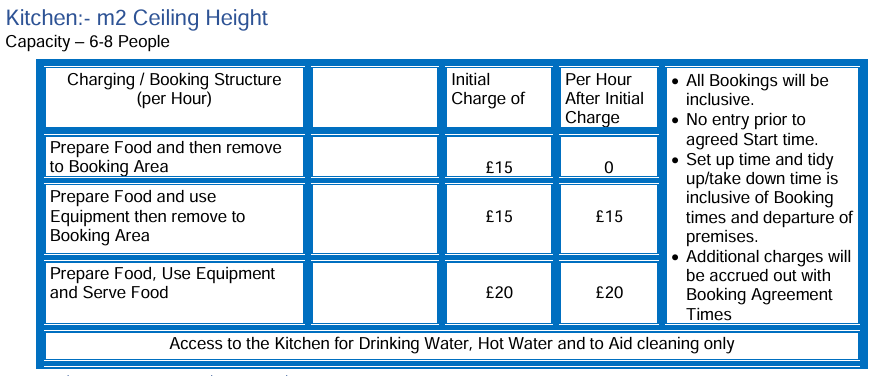 Kitchen:- m2 Ceiling Height
Capacity – 6-8 People
Charging / Booking Structure
(per Hour)
Initial
Charge of
Per Hour
After Initial
Charge
Prepare Food and then remove
to Booking Area
£15
0
Prepare Food and use
Equipment then remove to
Booking Area
£15
£15
Prepare Food, Use Equipment
and Serve Food
£20
£20
• All Bookings will be
inclusive.
• No entry prior to
agreed Start time.
• Set up time and tidy
up/take down time is
inclusive of Booking
times and departure of
premises.
• Additional charges will
be accrued out with
Booking Agreement
Times
Access to the Kitchen for Drinking Water, Hot Water and to Aid cleaning only